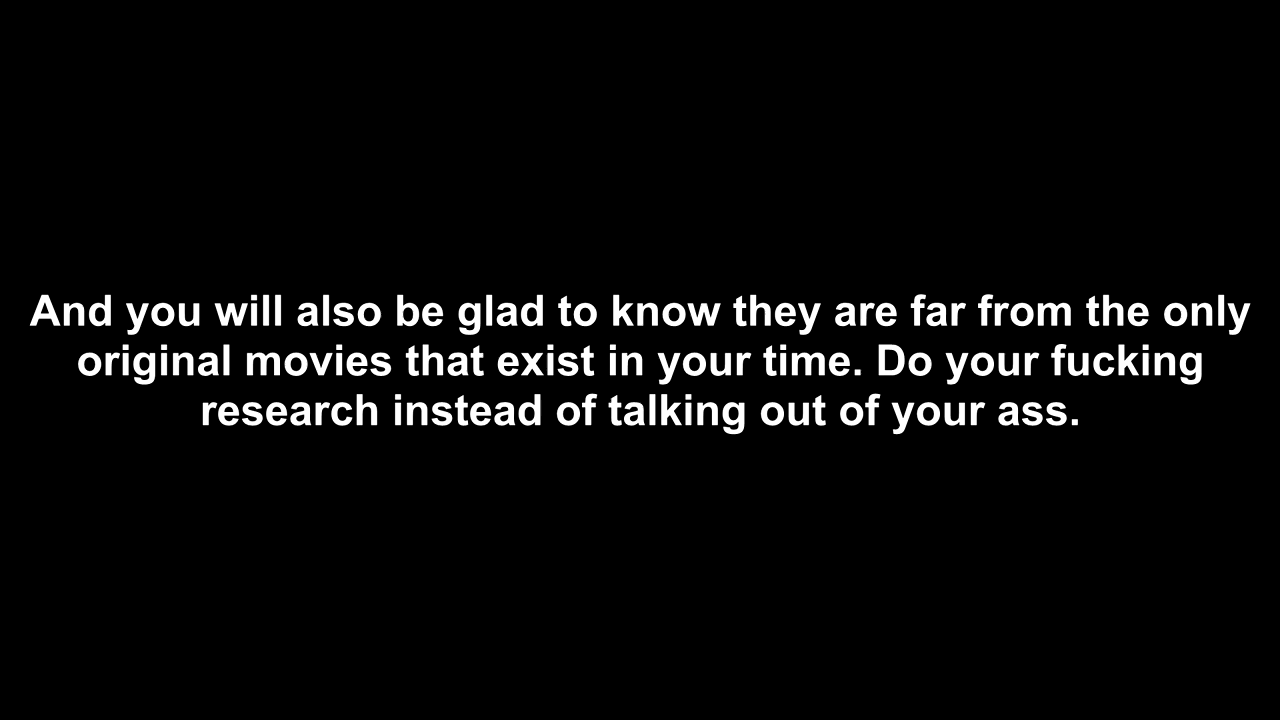 And you will also be glad to know they are far from the only
original movies that exist in your time. Do your fucking
research instead of talking out of your ass.